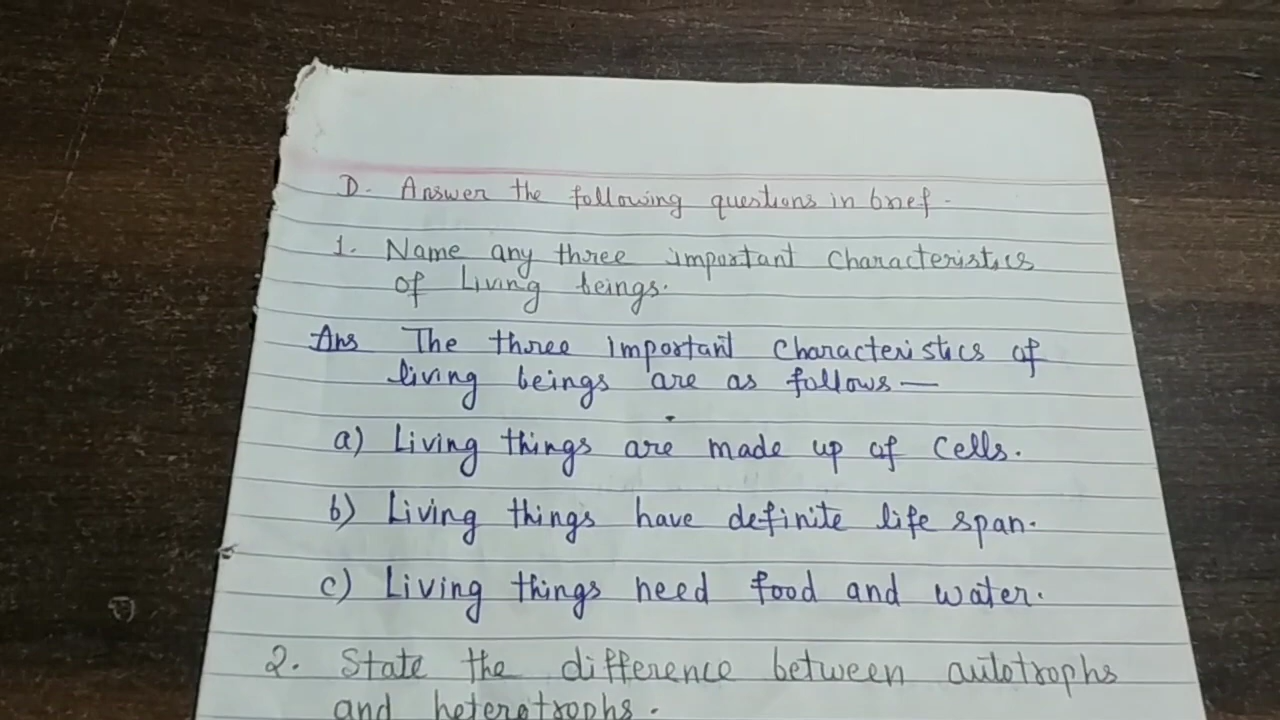 D. Answer the following questions in brief.
1. Name any three important characteristics
of living beings.
Ans The three important characteristics of
living beings are as follows —
a) Living things are made up of cells.
b) Living things have definite life span.
c) Living things need food and water.
2. State the difference between autotrophs
and heterotrophs.